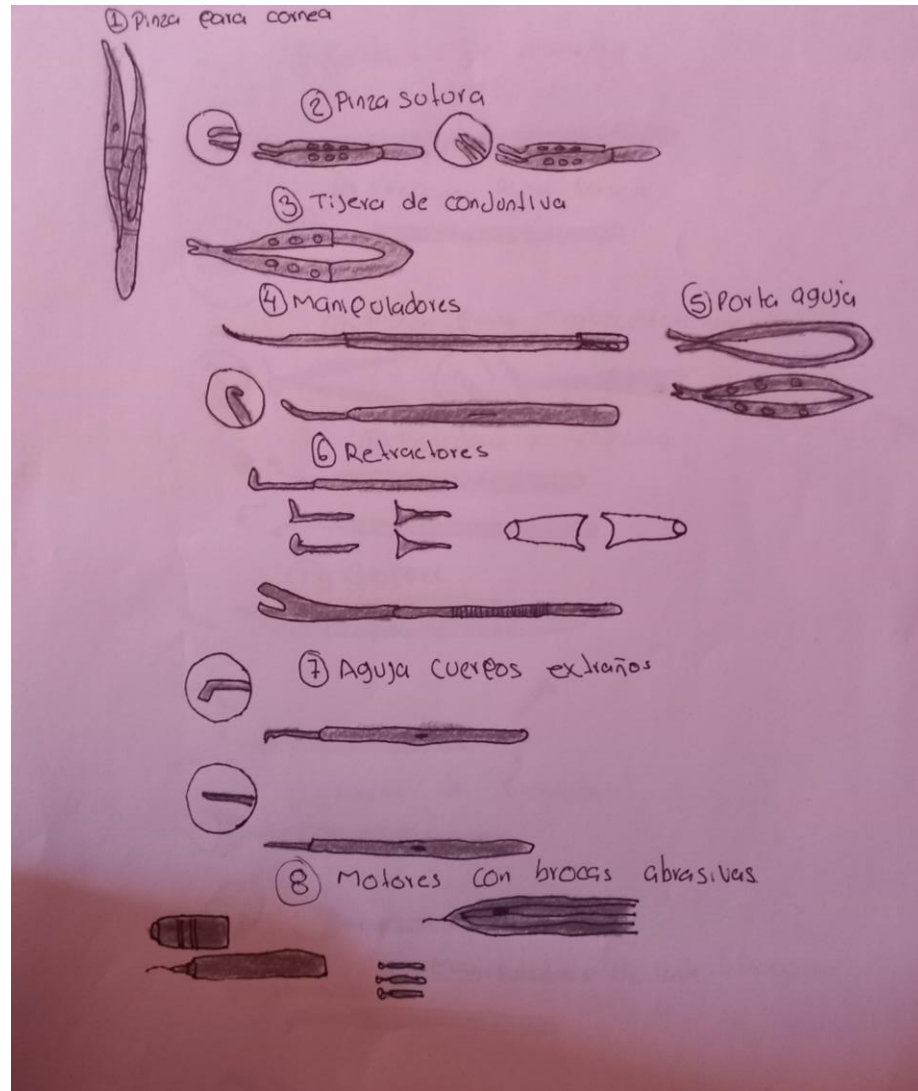 ① Pinza para cornea
② Pinza sutura
③ Tijera de conjuntiva
④ Manipuladores
⑤ Porta aguja
⑥ Retractores
⑦ Aguja cuerpos extraños
⑧ Motores con brocas abrasivas